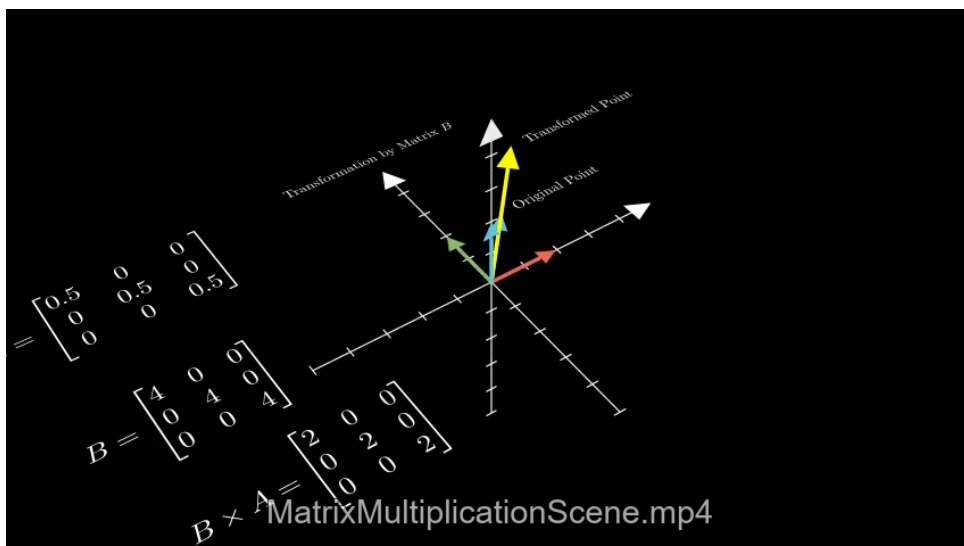 Transformed Point
Transformation by Matrix B
Original Point
= [0.5 0 0
0 0.5 0
0 0 0.5]
B = [4 0 0
0 4 0
0 0 4]
B × A = [2 0 0
0 2 0
0 0 2]
MatrixMultiplicationScene.mp4